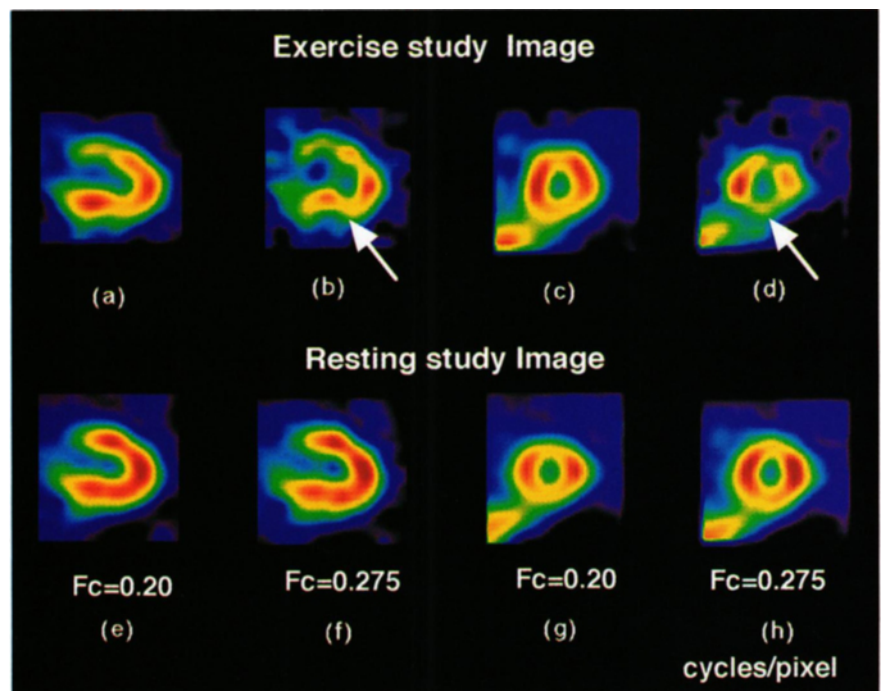 Exercise study Image
(a) (b) (c) (d)
Resting study Image
Fc=0.20 Fc=0.275 Fc=0.20 Fc=0.275
(e) (f) (g) (h)
cycles/pixel